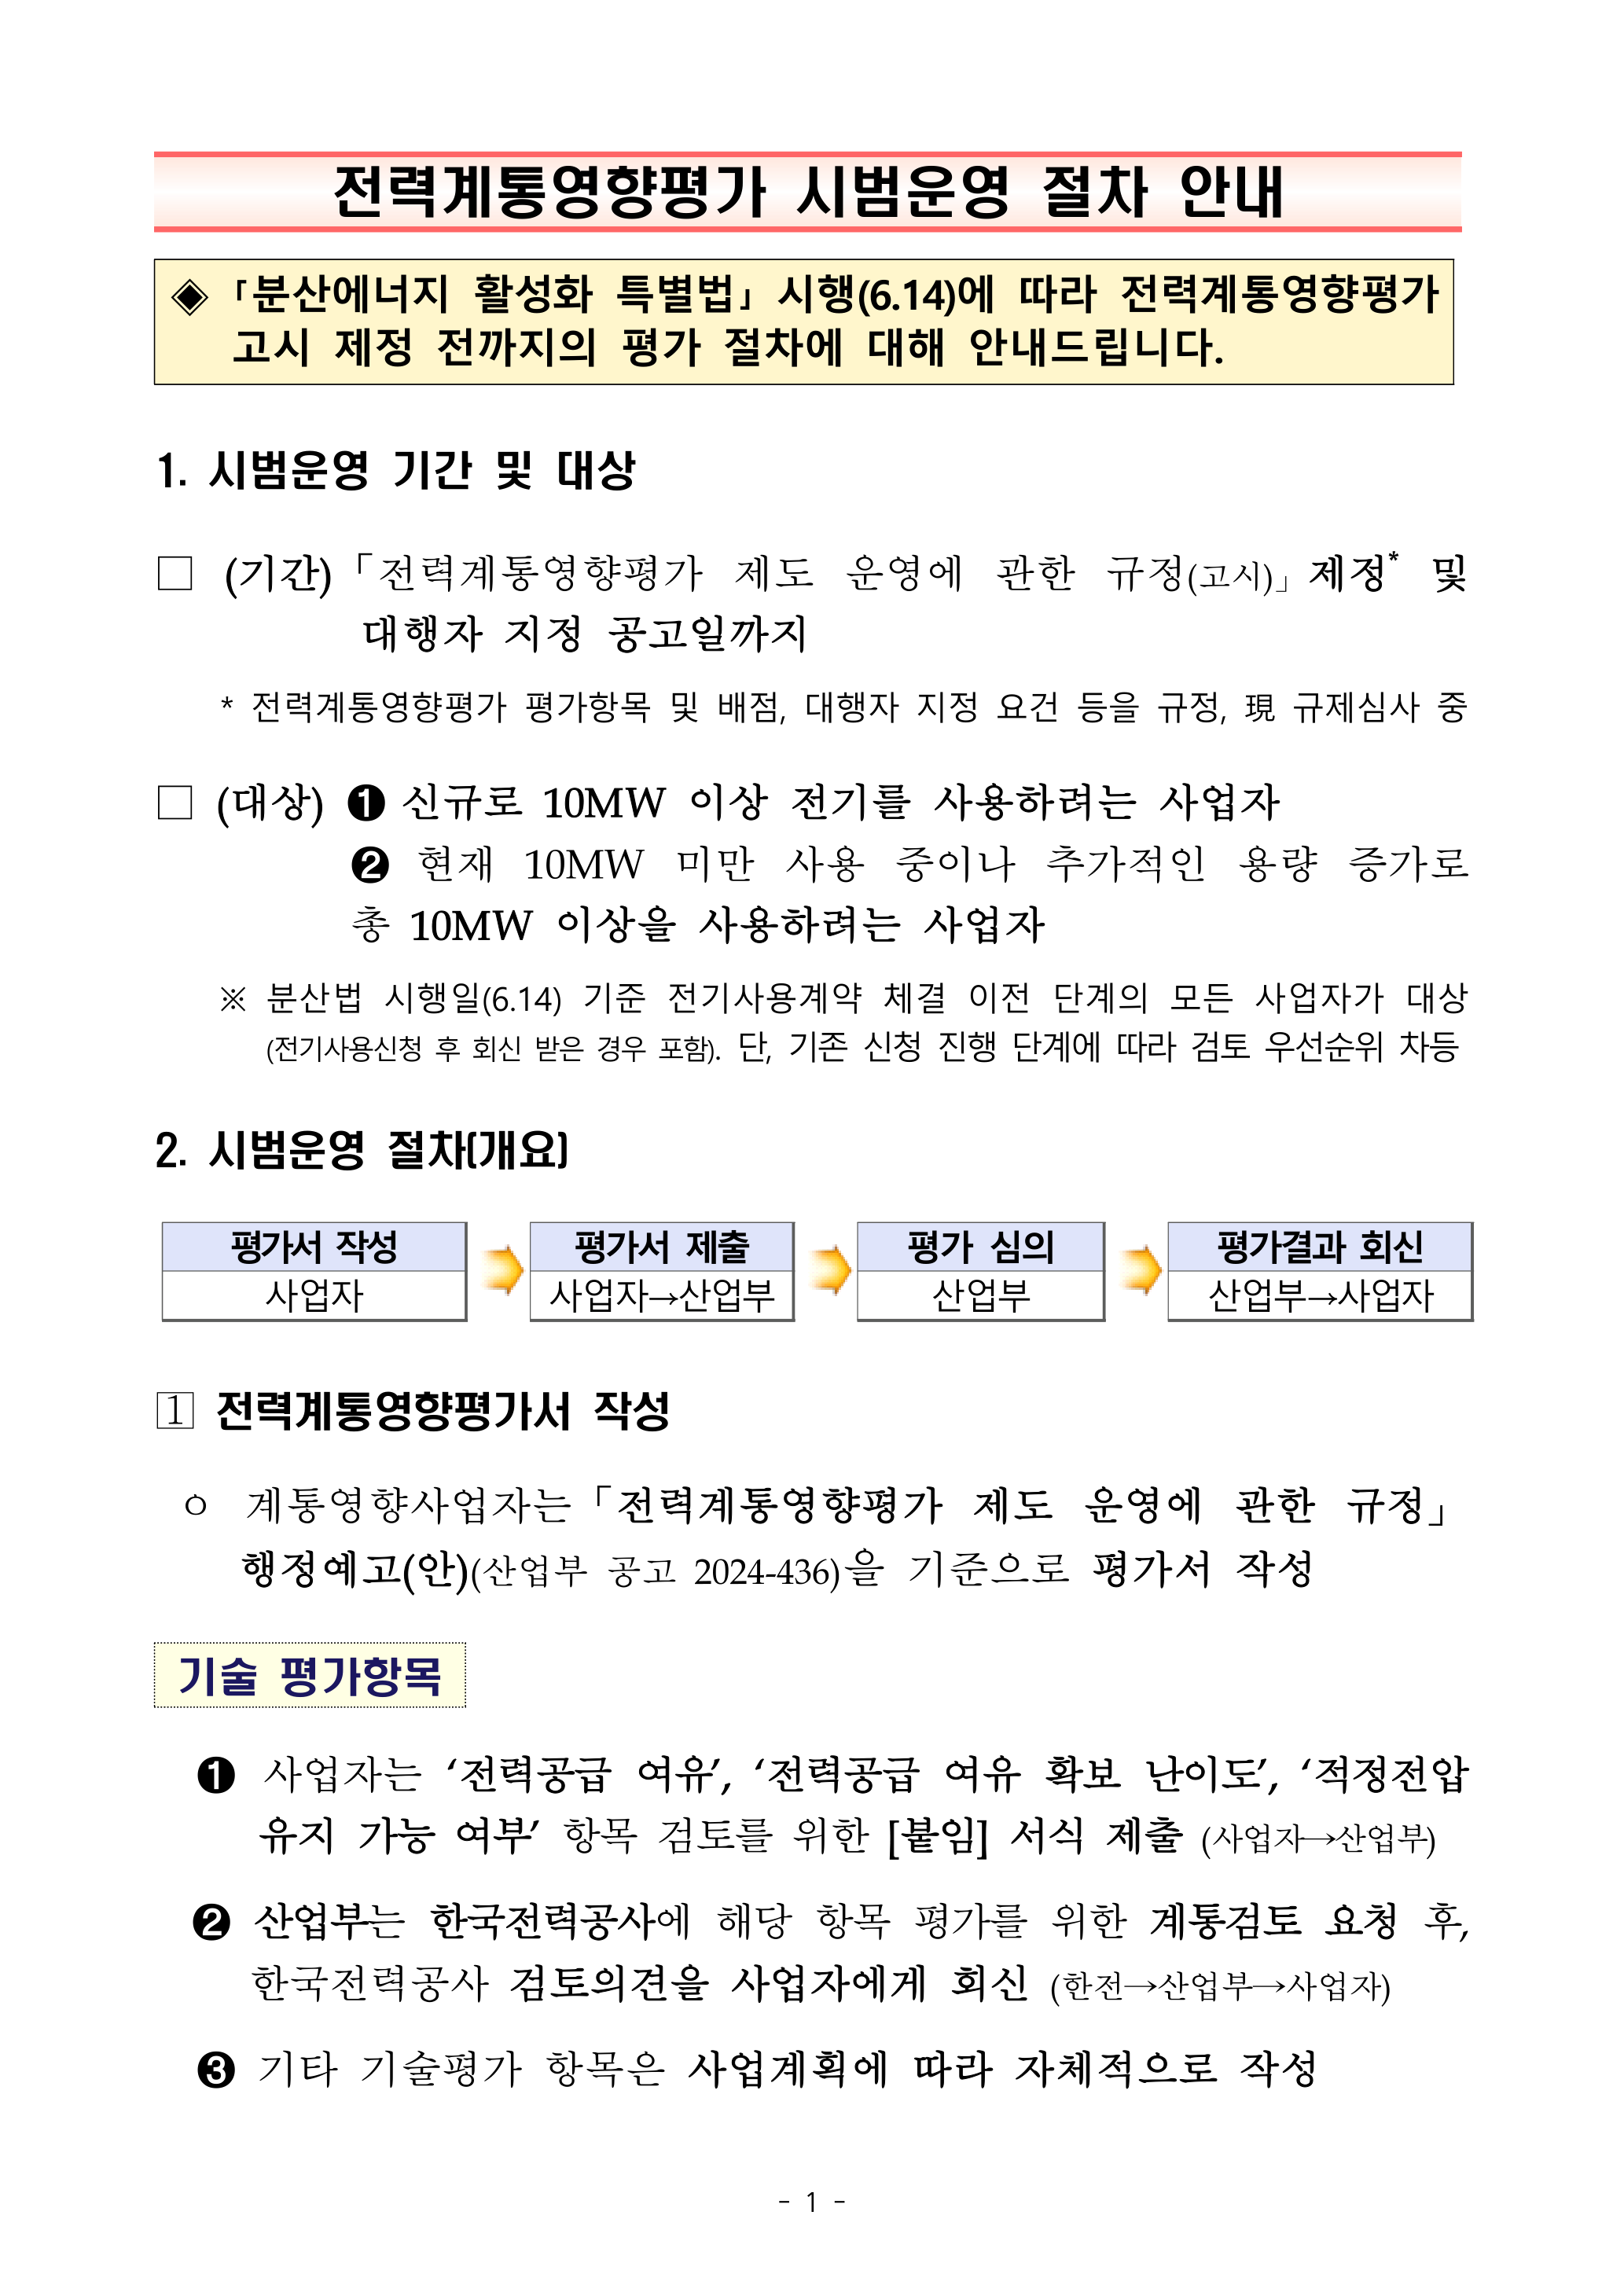 전력계통영향평가 시범운영 절차 안내
◈ 「분산에너지 활성화 특별법」 시행(6.14)에 따라 전력계통영향평가
고시 제정 전까지의 평가 절차에 대해 안내드립니다.
1. 시범운영 기간 및 대상
□ (기간) 「전력계통영향평가 제도 운영에 관한 규정(고시)」 제정* 및
대행자 지정 공고일까지
* 전력계통영향평가 평가항목 및 배점, 대행자 지정 요건 등을 규정, 現 규제심사 중
□ (대상) ❶ 신규로 10MW 이상 전기를 사용하려는 사업자
❷ 현재 10MW 미만 사용 중이나 추가적인 용량 증가로
총 10MW 이상을 사용하려는 사업자
※ 분산법 시행일(6.14) 기준 전기사용계약 체결 이전 단계의 모든 사업자가 대상
(전기사용신청 후 회신 받은 경우 포함). 단, 기존 신청 진행 단계에 따라 검토 우선순위 차등
2. 시범운영 절차(개요)
평가서 작성 평가서 제출 평가 심의 평가결과 회신
사업자 사업자→산업부 산업부 산업부→사업자
1 전력계통영향평가서 작성
ㅇ 계통영향사업자는 「전력계통영향평가 제도 운영에 관한 규정」
행정예고(안)(산업부 공고 2024-436)을 기준으로 평가서 작성
기술 평가항목
❶ 사업자는 ‘전력공급 여유’, ‘전력공급 여유 확보 난이도’, ‘적정전압
유지 가능 여부’ 항목 검토를 위한 [붙임] 서식 제출 (사업자→산업부)
❷ 산업부는 한국전력공사에 해당 항목 평가를 위한 계통검토 요청 후,
한국전력공사 검토의견을 사업자에게 회신 (한전→산업부→사업자)
❸ 기타 기술평가 항목은 사업계획에 따라 자체적으로 작성
- 1 -